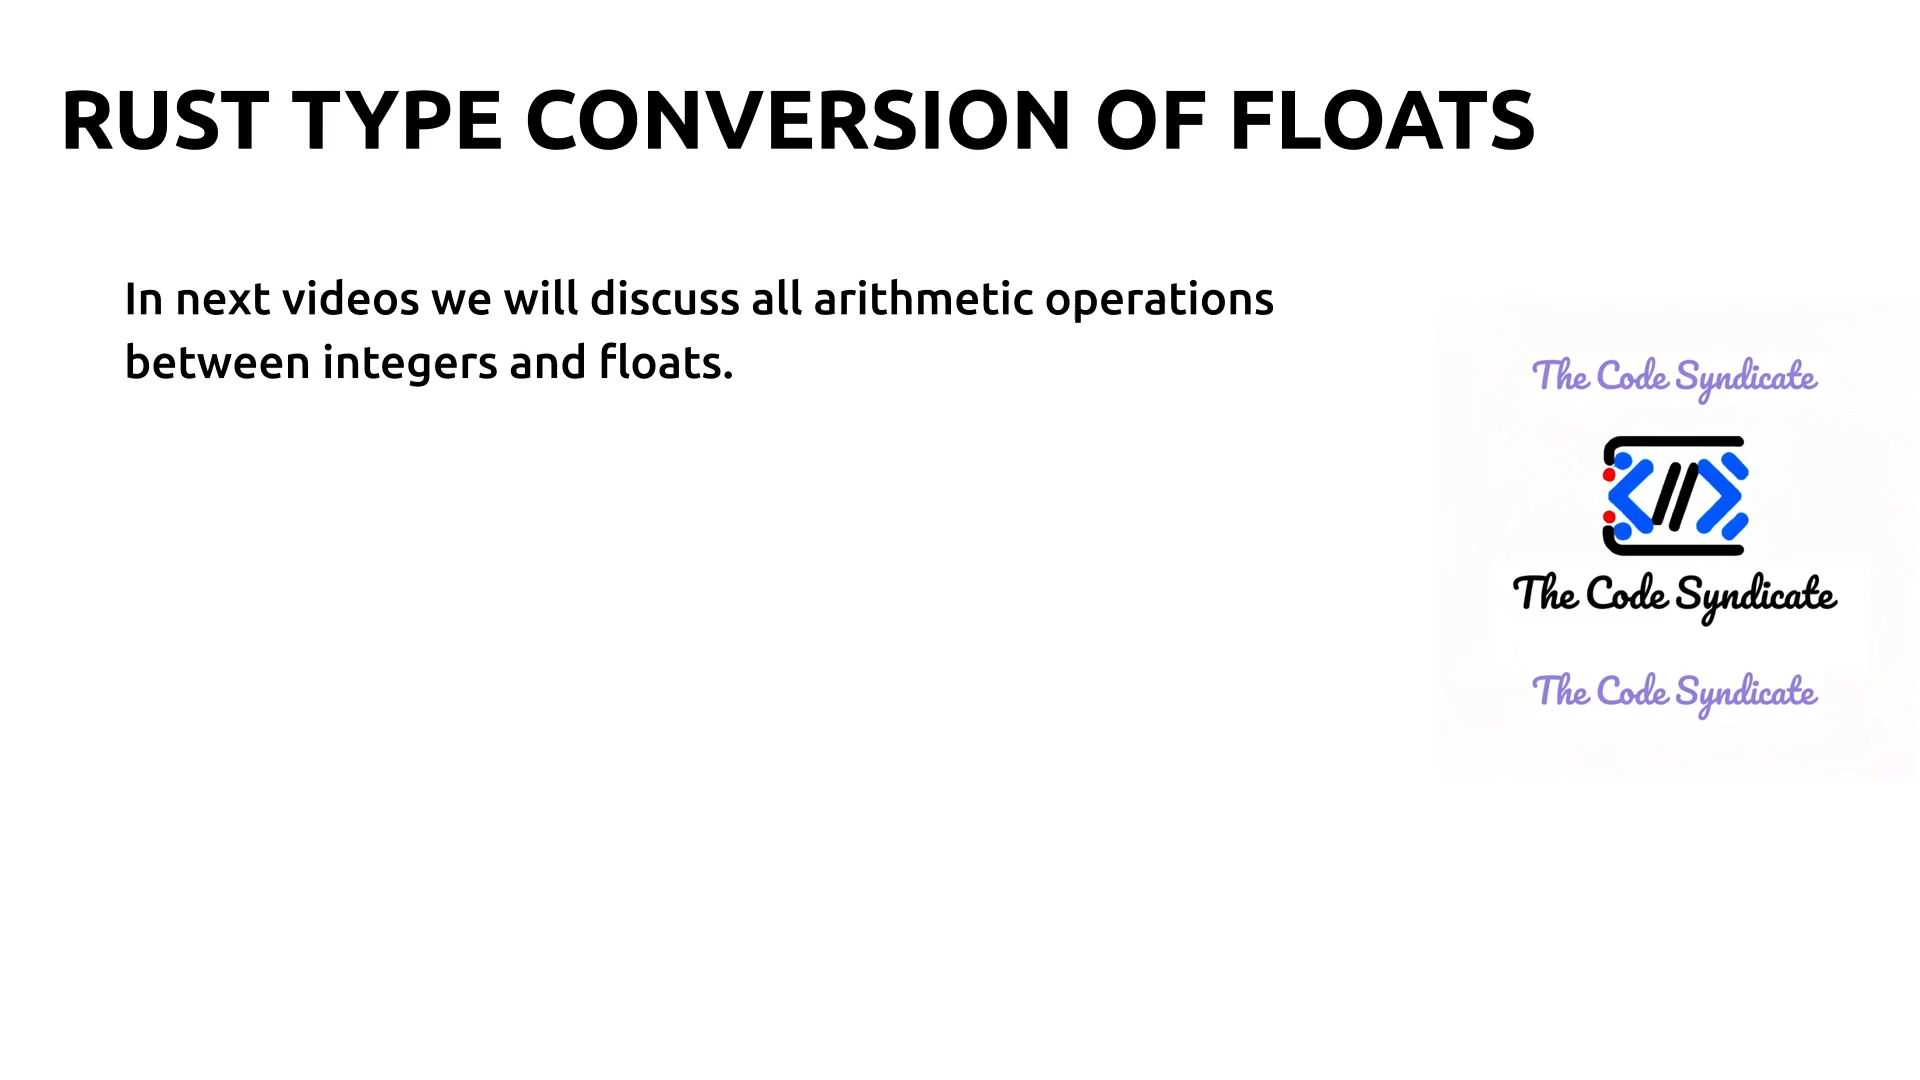 RUST TYPE CONVERSION OF FLOATS
In next videos we will discuss all arithmetic operations
between integers and floats.
The Code Syndicate
The Code Syndicate
The Code Syndicate